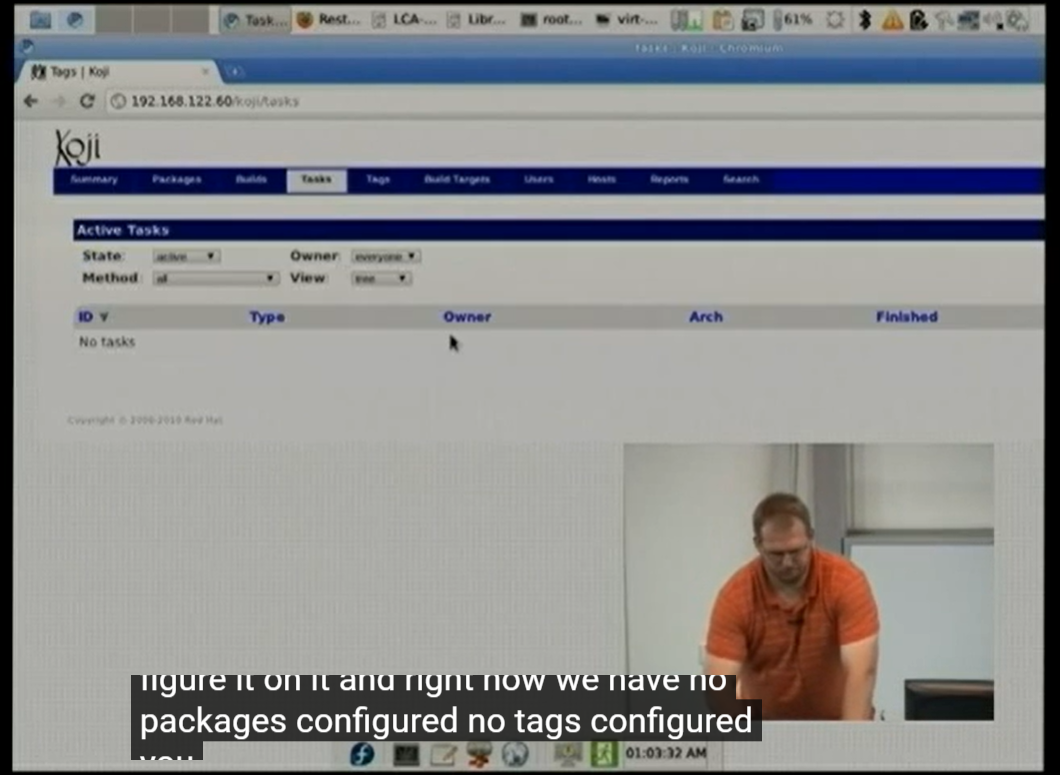 Task... Rest... LCA-... Libr... root... virt-... 61%
Tasks | Koji - Chromium
Tags | Koji
192.168.122.60/koji/tasks
Koji
Summary Packages Builds Tasks Tags Build Targets Users Hosts Reports Search
Active Tasks
State: active Owner: everyone
Method: all View: tree
ID Type Owner Arch Finished
No tasks
Copyright © 2006-2010 Red Hat
figure it on it and right now we have no
packages configured no tags configured
you
01:03:32 AM